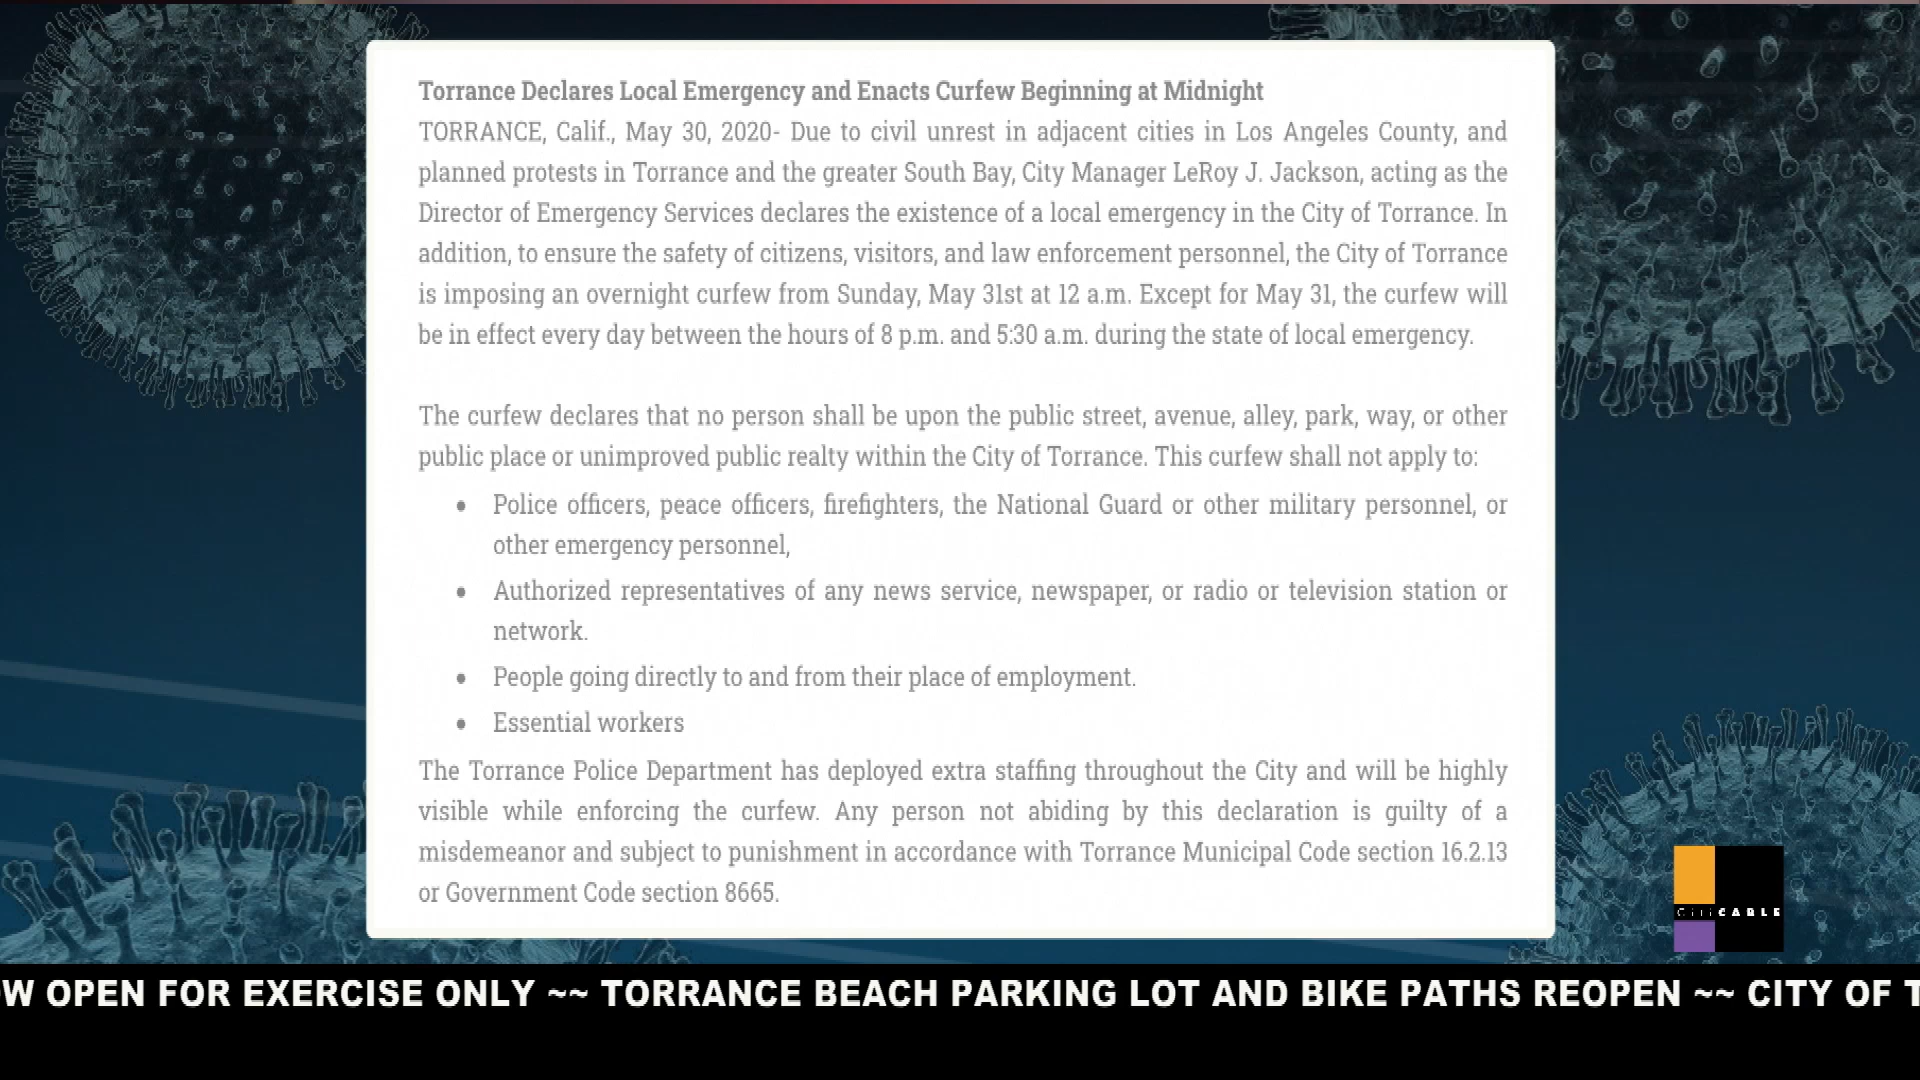 Torrance Declares Local Emergency and Enacts Curfew Beginning at Midnight
TORRANCE, Calif., May 30, 2020- Due to civil unrest in adjacent cities in Los Angeles County, and
planned protests in Torrance and the greater South Bay, City Manager LeRoy J. Jackson, acting as the
Director of Emergency Services declares the existence of a local emergency in the City of Torrance. In
addition, to ensure the safety of citizens, visitors, and law enforcement personnel, the City of Torrance
is imposing an overnight curfew from Sunday, May 31st at 12 a.m. Except for May 31, the curfew will
be in effect every day between the hours of 8 p.m. and 5:30 a.m. during the state of local emergency.
The curfew declares that no person shall be upon the public street, avenue, alley, park, way, or other
public place or unimproved public realty within the City of Torrance. This curfew shall not apply to:
• Police officers, peace officers, firefighters, the National Guard or other military personnel, or
other emergency personnel,
• Authorized representatives of any news service, newspaper, or radio or television station or
network.
• People going directly to and from their place of employment.
• Essential workers
The Torrance Police Department has deployed extra staffing throughout the City and will be highly
visible while enforcing the curfew. Any person not abiding by this declaration is guilty of a
misdemeanor and subject to punishment in accordance with Torrance Municipal Code section 16.2.13
or Government Code section 8665.
CITICABLE
OW OPEN FOR EXERCISE ONLY ~~ TORRANCE BEACH PARKING LOT AND BIKE PATHS REOPEN ~~ CITY OF T